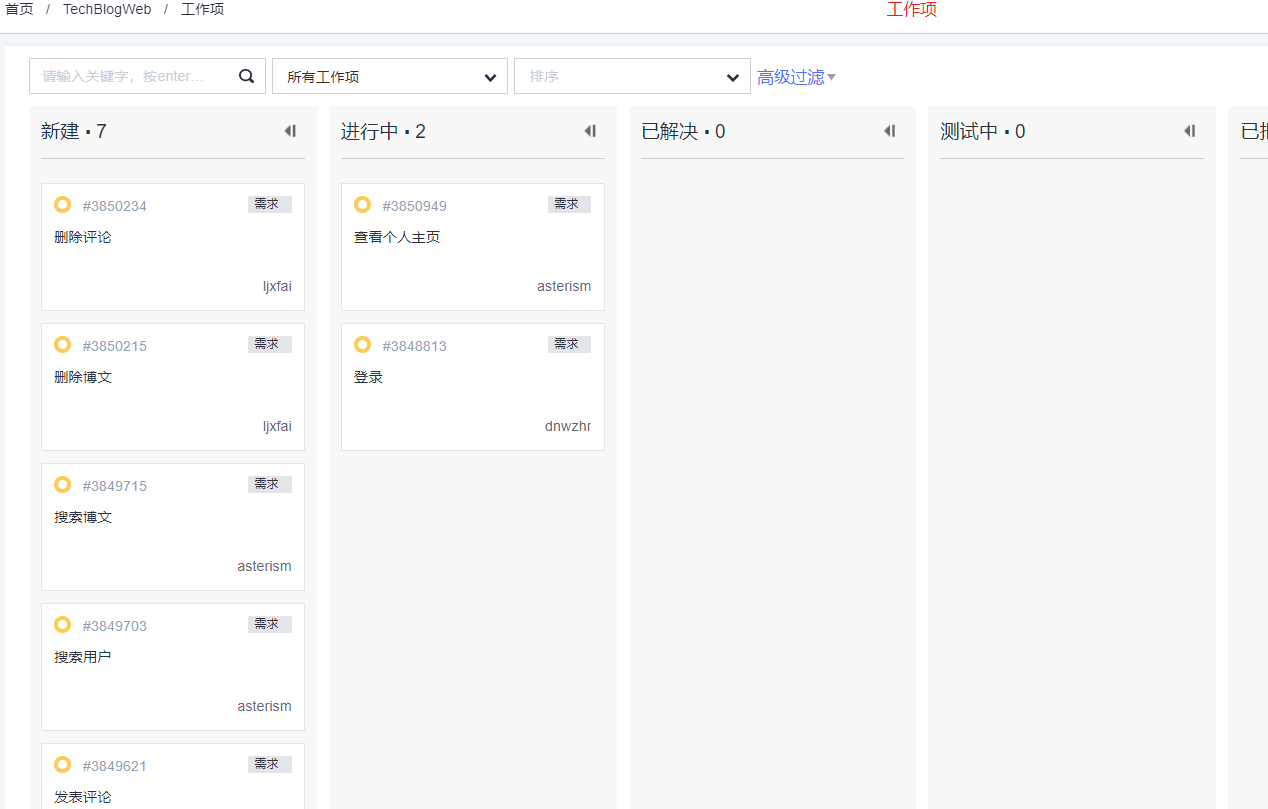 首页 / TechBlogWeb / 工作项
工作项
请输入关键字，按enter...
所有工作项
排序
高级过滤
新建 · 7
#3850234
需求
删除评论
ljxfai
#3850215
需求
删除博文
ljxfai
#3849715
需求
搜索博文
asterism
#3849703
需求
搜索用户
asterism
#3849621
需求
发表评论
进行中 · 2
#3850949
需求
查看个人主页
asterism
#3848813
需求
登录
dnwzhr
已解决 · 0
测试中 · 0
已